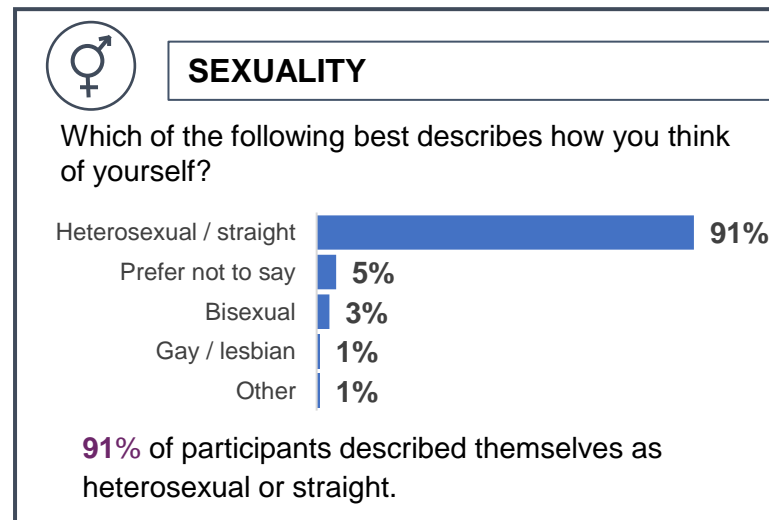 SEXUALITY
Which of the following best describes how you think
of yourself?
Heterosexual / straight 91%
Prefer not to say 5%
Bisexual 3%
Gay / lesbian 1%
Other 1%
91% of participants described themselves as
heterosexual or straight.